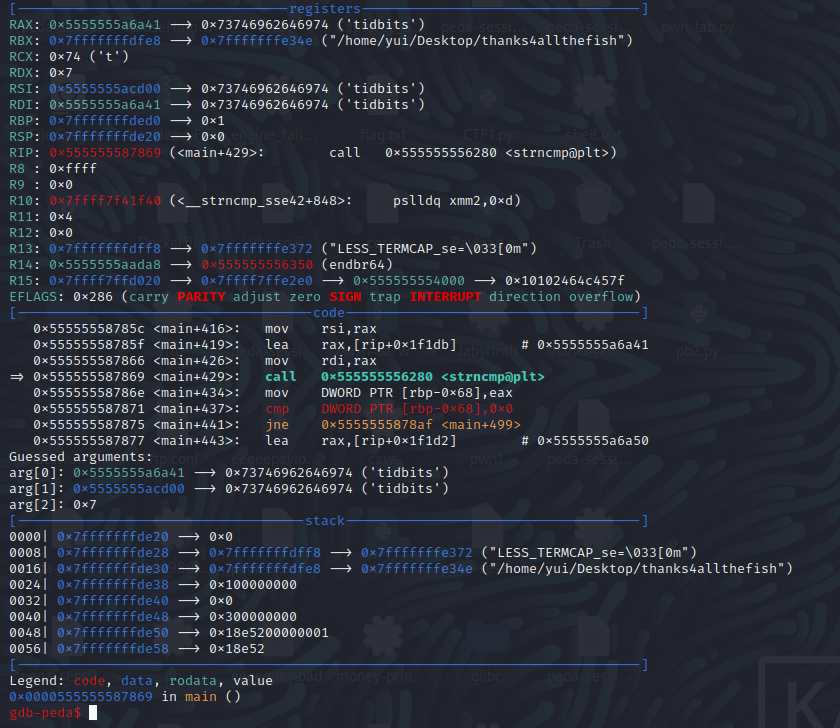 [ registers ]
RAX: 0x5555555a6a41 --> 0x73746962646974 ('tidbits')
RBX: 0x7fffffffdfe8 --> 0x7fffffffe34e ("/home/yui/Desktop/thanks4allthefish")
RCX: 0x74 ('t')
RDX: 0x7
RSI: 0x5555555acd00 --> 0x73746962646974 ('tidbits')
RDI: 0x5555555a6a41 --> 0x73746962646974 ('tidbits')
RBP: 0x7fffffffded0 --> 0x1
RSP: 0x7fffffffde20 --> 0x0
RIP: 0x555555587869 (<main+429>: call 0x555555556280 <strncmp@plt>)
R8 : 0xffff
R9 : 0x0
R10: 0x7ffff7f41f40 (<__strncmp_sse42+848>: pslldq xmm2,0xd)
R11: 0x4
R12: 0x0
R13: 0x7fffffffdff8 --> 0x7fffffffe372 ("LESS_TERMCAP_se=\033[0m")
R14: 0x5555555aada8 --> 0x555555556350 (endbr64)
R15: 0x7ffff7ffd020 --> 0x7ffff7ffe2e0 --> 0x555555554000 --> 0x10102464c457f
EFLAGS: 0x286 (carry PARITY adjust zero SIGN trap INTERRUPT direction overflow)
[ code ]
0x55555558785c <main+416>: mov rsi,rax
0x55555558785f <main+419>: lea rax,[rip+0x1f1db] # 0x5555555a6a41
0x555555587866 <main+426>: mov rdi,rax
=> 0x555555587869 <main+429>: call 0x555555556280 <strncmp@plt>
0x55555558786e <main+434>: mov DWORD PTR [rbp-0x68],eax
0x555555587871 <main+437>: cmp DWORD PTR [rbp-0x68],0x0
0x555555587875 <main+441>: jne 0x5555555878af <main+499>
0x555555587877 <main+443>: lea rax,[rip+0x1f1d2] # 0x5555555a6a50
Guessed arguments:
arg[0]: 0x5555555a6a41 --> 0x73746962646974 ('tidbits')
arg[1]: 0x5555555acd00 --> 0x73746962646974 ('tidbits')
arg[2]: 0x7
[ stack ]
0000| 0x7fffffffde20 --> 0x0
0008| 0x7fffffffde28 --> 0x7fffffffdff8 --> 0x7fffffffe372 ("LESS_TERMCAP_se=\033[0m")
0016| 0x7fffffffde30 --> 0x7fffffffdfe8 --> 0x7fffffffe34e ("/home/yui/Desktop/thanks4allthefish")
0024| 0x7fffffffde38 --> 0x100000000
0032| 0x7fffffffde40 --> 0x0
0040| 0x7fffffffde48 --> 0x300000000
0048| 0x7fffffffde50 --> 0x18e5200000001
0056| 0x7fffffffde58 --> 0x18e52
[ ]
Legend: code, data, rodata, value
0x0000555555587869 in main ()
gdb-peda$